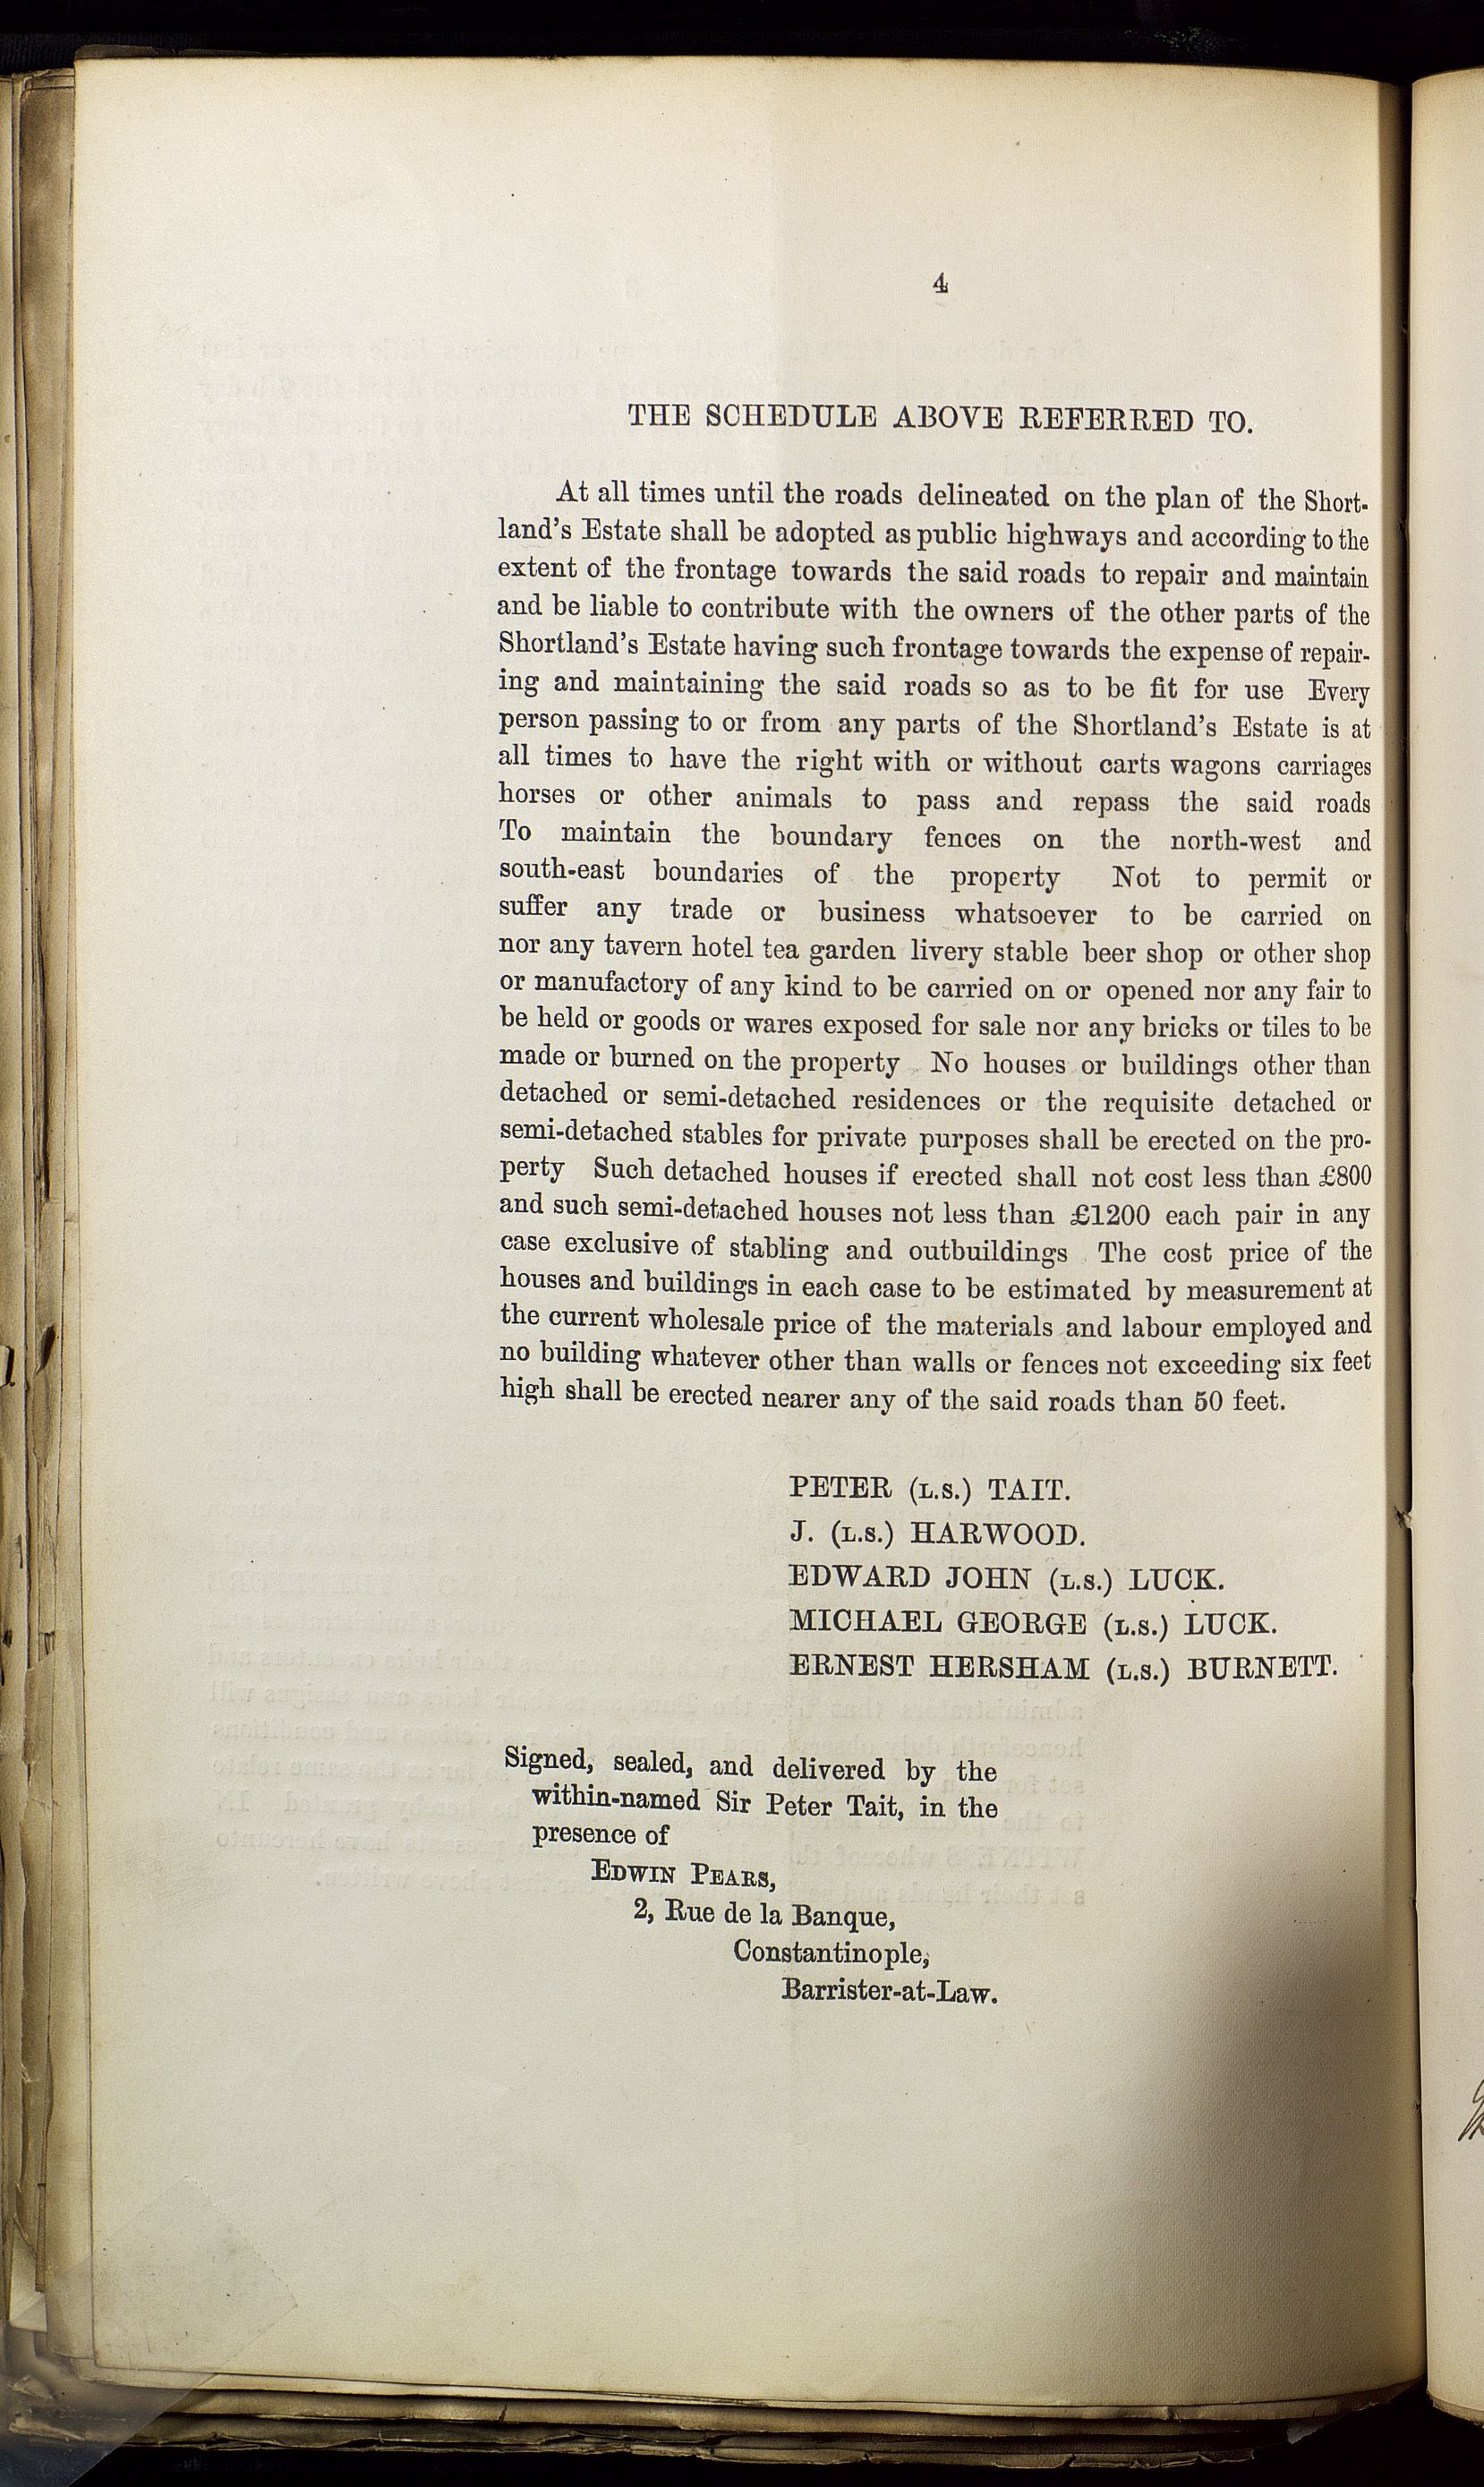 4
THE SCHEDULE ABOVE REFERRED TO.
At all times until the roads delineated on the plan of the Short-
land's Estate shall be adopted as public highways and according to the
extent of the frontage towards the said roads to repair and maintain
and be liable to contribute with the owners of the other parts of the
Shortland's Estate having such frontage towards the expense of repair-
ing and maintaining the said roads so as to be fit for use Every
person passing to or from any parts of the Shortland's Estate is at
all times to have the right with or without carts wagons carriages
horses or other animals to pass and repass the said roads
To maintain the boundary fences on the north-west and
south-east boundaries of the property Not to permit or
suffer any trade or business whatsoever to be carried on
nor any tavern hotel tea garden livery stable beer shop or other shop
or manufactory of any kind to be carried on or opened nor any fair to
be held or goods or wares exposed for sale nor any bricks or tiles to be
made or burned on the property No houses or buildings other than
detached or semi-detached residences or the requisite detached or
semi-detached stables for private purposes shall be erected on the pro-
perty Such detached houses if erected shall not cost less than £800
and such semi-detached houses not less than £1200 each pair in any
case exclusive of stabling and outbuildings The cost price of the
houses and buildings in each case to be estimated by measurement at
the current wholesale price of the materials and labour employed and
no building whatever other than walls or fences not exceeding six feet
high shall be erected nearer any of the said roads than 50 feet.
PETER (L.S.) TAIT.
J. (L.S.) HARWOOD.
EDWARD JOHN (L.S.) LUCK.
MICHAEL GEORGE (L.S.) LUCK.
ERNEST HERSHAM (L.S.) BURNETT.
Signed, sealed, and delivered by the
within-named Sir Peter Tait, in the
presence of
EDWIN PEARS,
2, Rue de la Banque,
Constantinople,
Barrister-at-Law.